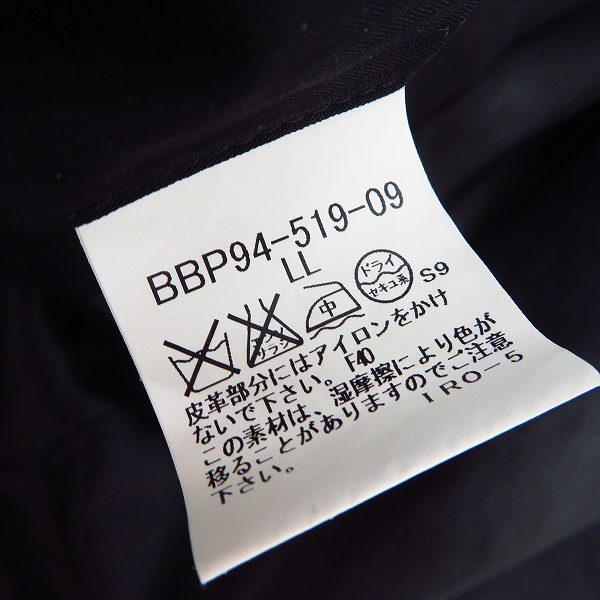 BBP94-519-09
LL
中 ドライ セキユ系 S9
皮革部分にはアイロンをかけ
ないで下さい。F40
この素材は、湿摩擦により色が
移ることがありますのでご注意
下さい。 IRO-5